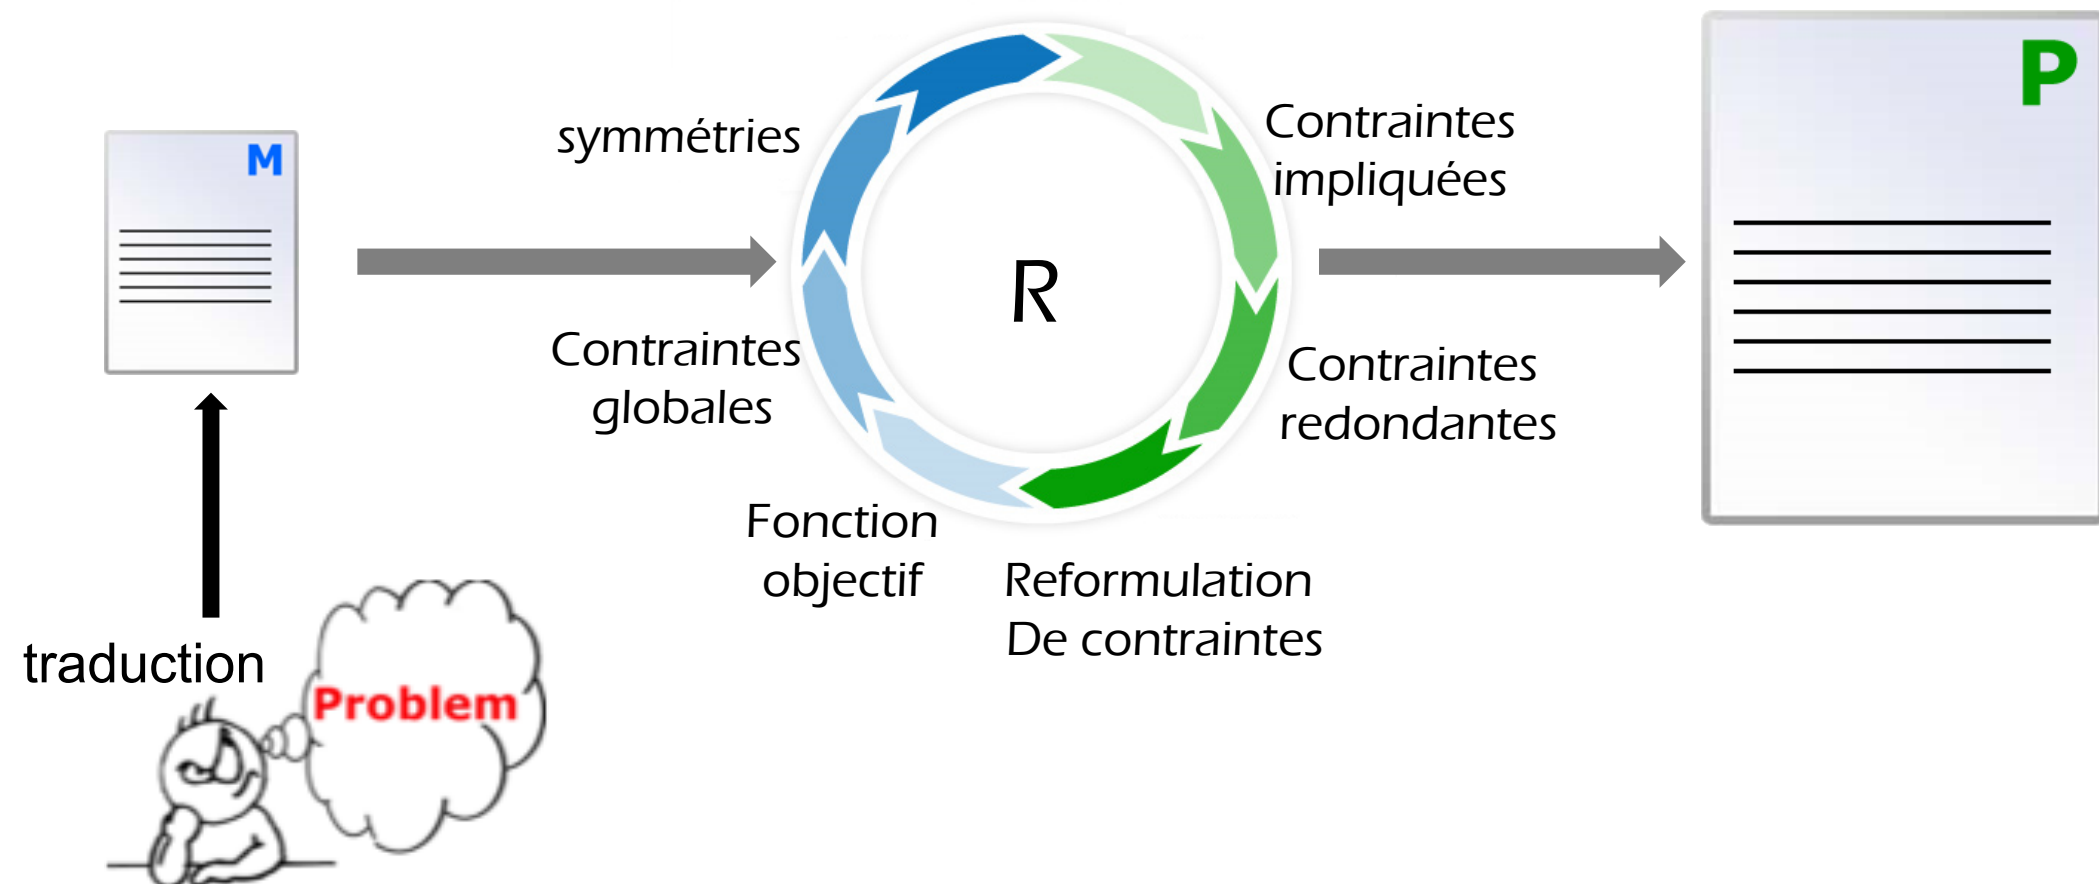 M
traduction
Problem
symmétries
Contraintes
globales
Fonction
objectif
R
Contraintes
impliquées
Contraintes
redondantes
Reformulation
De contraintes
P